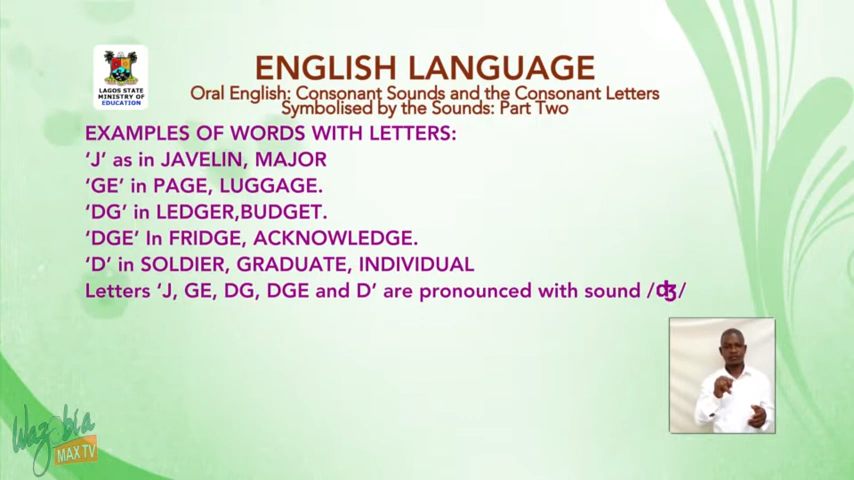 LAGOS STATE
MINISTRY OF
EDUCATION
ENGLISH LANGUAGE
Oral English: Consonant Sounds and the Consonant Letters
Symbolised by the Sounds: Part Two
EXAMPLES OF WORDS WITH LETTERS:
‘J’ as in JAVELIN, MAJOR
‘GE’ in PAGE, LUGGAGE.
‘DG’ in LEDGER,BUDGET.
‘DGE’ In FRIDGE, ACKNOWLEDGE.
‘D’ in SOLDIER, GRADUATE, INDIVIDUAL
Letters ‘J, GE, DG, DGE and D’ are pronounced with sound /ʤ/
Wazobia
MAX TV